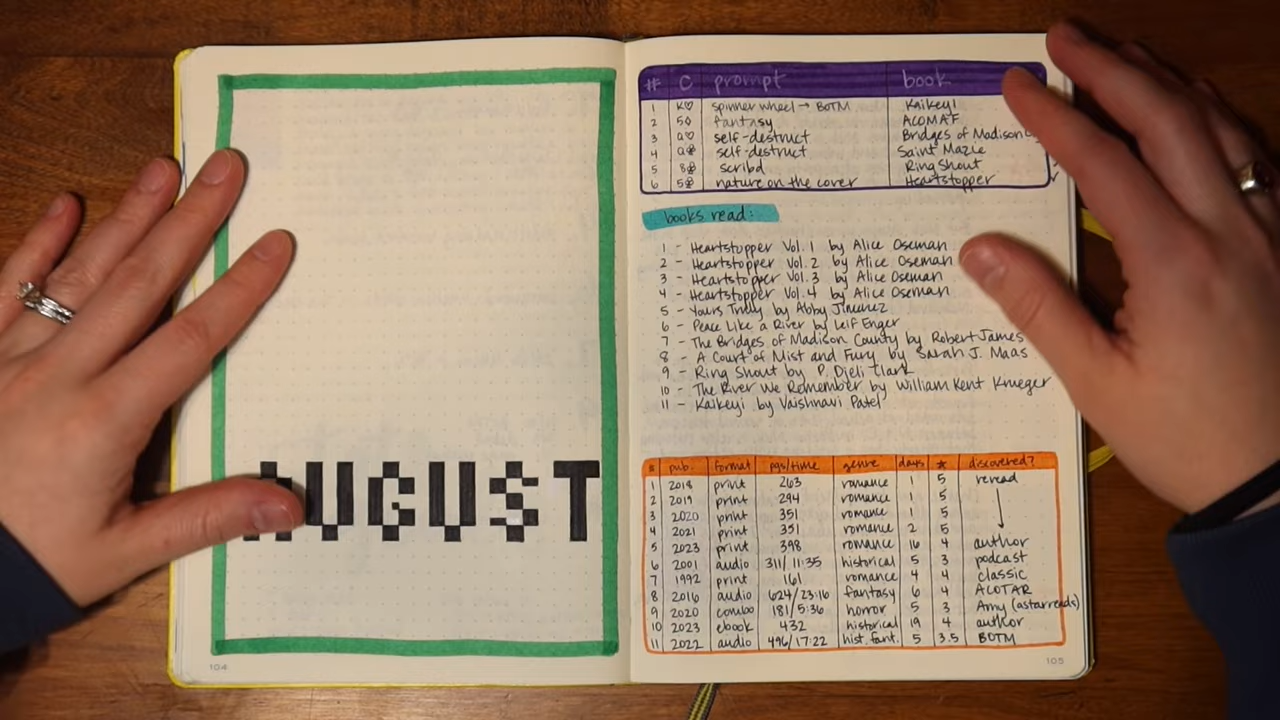 AUGUST
104
# C prompt book
1 K♡ spinner wheel → BOTM Kaikeyi
2 5◇ fantasy ACOMAF
3 Q♡ self-destruct Bridges of Madison
4 Q♣ self-destruct Saint Mazie
5 8♣ scribd Ring Shout
6 5♣ nature on the cover Heartstopper
books read:
1 - Heartstopper Vol. 1 by Alice Oseman
2 - Heartstopper Vol. 2 by Alice Oseman
3 - Heartstopper Vol. 3 by Alice Oseman
4 - Heartstopper Vol. 4 by Alice Oseman
5 - Yours Truly by Abby Jimenez
6 - Peace Like a River by Leif Enger
7 - The Bridges of Madison County by Robert James
8 - A Court of Mist and Fury by Sarah J. Maas
9 - Ring Shout by P. Djeli Clark
10 - The River We Remember by William Kent Krueger
11 - Kaikeyi by Vaishnavi Patel
# pub. format pgs/time genre days ★ discovered?
1 2018 print 263 romance 1 5 reread
2 2019 print 294 romance 1 5
3 2020 print 351 romance 1 5
4 2021 print 351 romance 2 5
5 2023 print 398 romance 16 4 author
6 2001 audio 311/11:35 historical 5 3 podcast
7 1992 print 161 romance 4 4 classic
8 2016 audio 624/23:16 fantasy 6 4 ACOTAR
9 2020 combo 181/5:36 horror 5 3 Amy (astarreads)
10 2023 ebook 432 historical 19 4 author
11 2022 audio 496/17:22 hist. fant. 5 3.5 BOTM
105